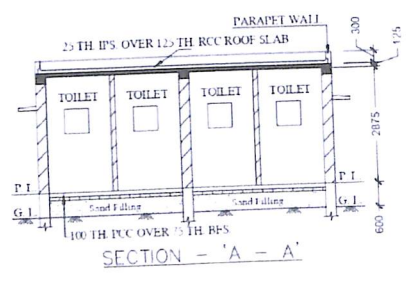 PARAPET WALL
25 TH. IPS. OVER 125 TH. RCC ROOF SLAB
300
125
TOILET TOILET TOILET TOILET
2875
P.L. P.L.
Sand Filling Sand Filling
G.L. G.L.
600
100 TH. PCC OVER 75 TH. BFS.
SECTION - 'A - A'